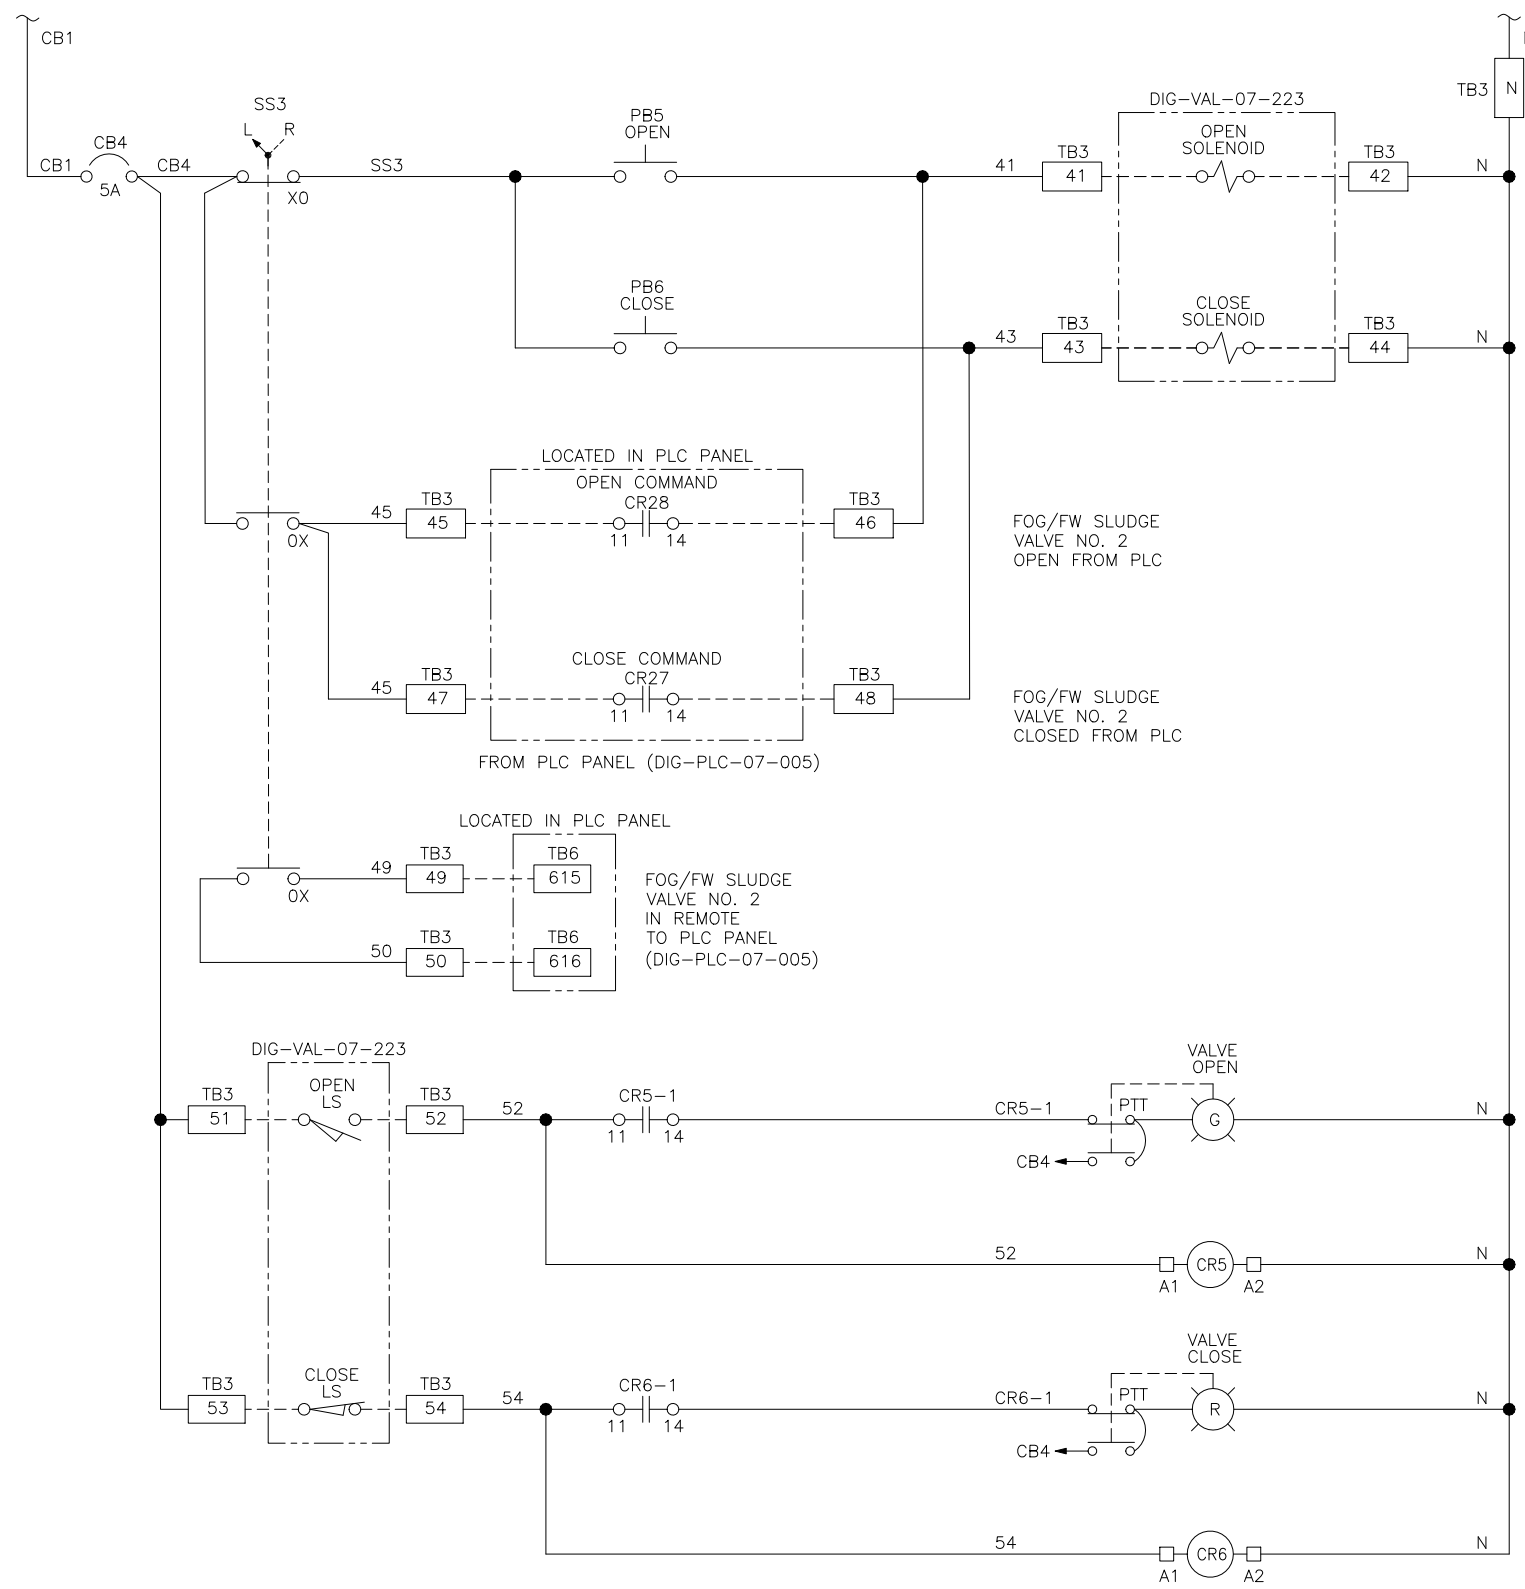 CB1
TB3 N
SS3
L R
CB4
CB1
5A
CB4
X0
SS3
PB5
OPEN
41
TB3
41
DIG-VAL-07-223
OPEN
SOLENOID
TB3
42
N
PB6
CLOSE
43
TB3
43
CLOSE
SOLENOID
TB3
44
N
LOCATED IN PLC PANEL
OPEN COMMAND
CR28
11 14
0X
45
TB3
45
TB3
46
FOG/FW SLUDGE
VALVE NO. 2
OPEN FROM PLC
CLOSE COMMAND
CR27
11 14
45
TB3
47
TB3
48
FOG/FW SLUDGE
VALVE NO. 2
CLOSED FROM PLC
FROM PLC PANEL (DIG-PLC-07-005)
LOCATED IN PLC PANEL
0X
49
TB3
49
TB6
615
50
TB3
50
TB6
616
FOG/FW SLUDGE
VALVE NO. 2
IN REMOTE
TO PLC PANEL
(DIG-PLC-07-005)
DIG-VAL-07-223
TB3
51
OPEN
LS
TB3
52
52
CR5-1
11 14
CR5-1
PTT
VALVE
OPEN
G
N
CB4
52
A1
CR5
A2
N
TB3
53
CLOSE
LS
TB3
54
54
CR6-1
11 14
CR6-1
PTT
VALVE
CLOSE
R
N
CB4
54
A1
CR6
A2
N